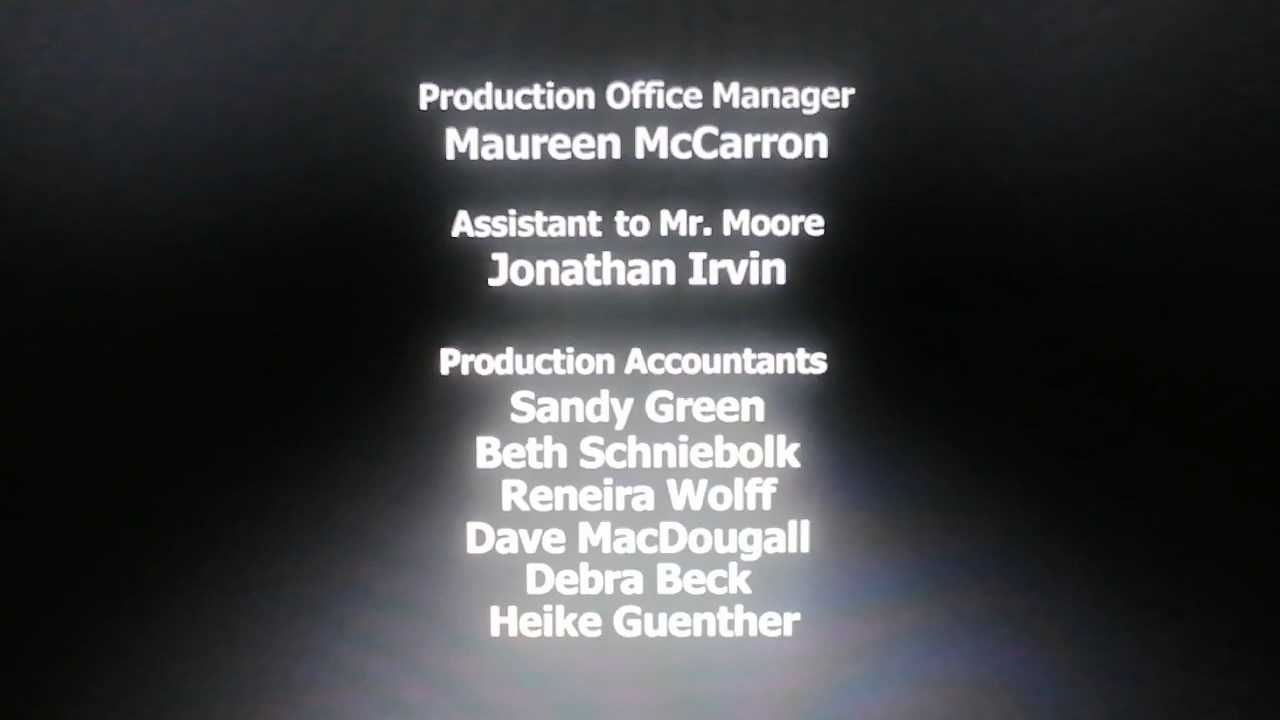 Production Office Manager
Maureen McCarron
Assistant to Mr. Moore
Jonathan Irvin
Production Accountants
Sandy Green
Beth Schniebolk
Reneira Wolff
Dave MacDougall
Debra Beck
Heike Guenther